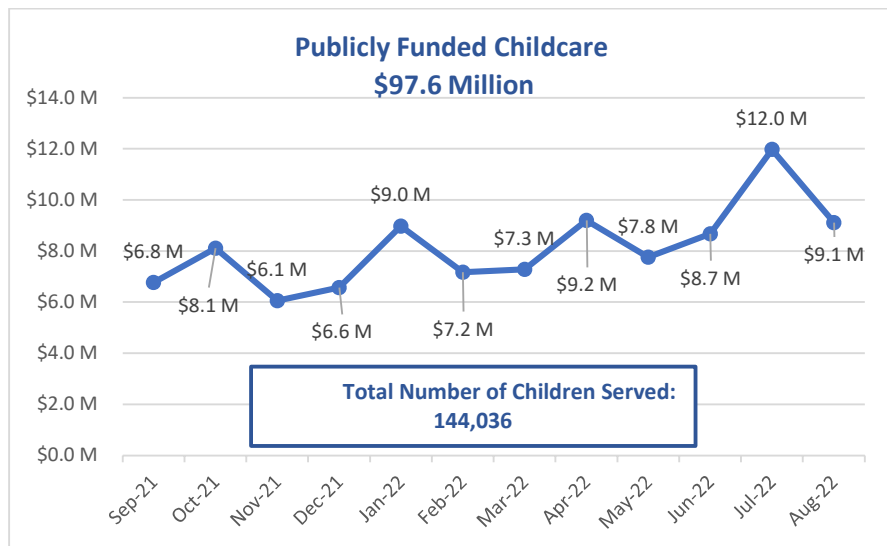 Publicly Funded Childcare
$97.6 Million
$14.0 M
$12.0 M
$10.0 M
$8.0 M
$6.0 M
$4.0 M
$2.0 M
$0.0 M
$6.8 M
$8.1 M
$6.1 M
$6.6 M
$9.0 M
$7.2 M
$7.3 M
$9.2 M
$7.8 M
$8.7 M
$12.0 M
$9.1 M
Total Number of Children Served:
144,036
Sep-21
Oct-21
Nov-21
Dec-21
Jan-22
Feb-22
Mar-22
Apr-22
May-22
Jun-22
Jul-22
Aug-22